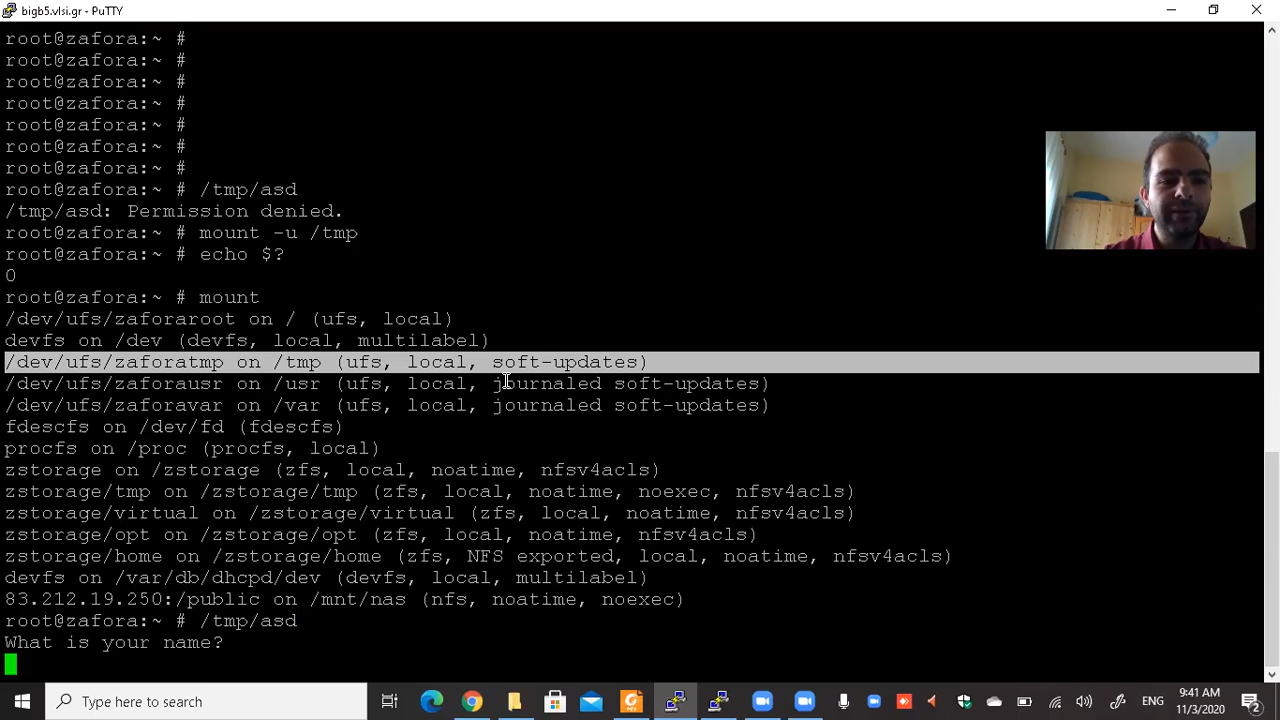 bigb5.vlsi.gr - PuTTY
root@zafora:~ #
root@zafora:~ #
root@zafora:~ #
root@zafora:~ #
root@zafora:~ #
root@zafora:~ #
root@zafora:~ #
root@zafora:~ # /tmp/asd
/tmp/asd: Permission denied.
root@zafora:~ # mount -u /tmp
root@zafora:~ # echo $?
0
root@zafora:~ # mount
/dev/ufs/zaforaroot on / (ufs, local)
devfs on /dev (devfs, local, multilabel)
/dev/ufs/zaforatmp on /tmp (ufs, local, soft-updates)
/dev/ufs/zaforausr on /usr (ufs, local, journaled soft-updates)
/dev/ufs/zaforavar on /var (ufs, local, journaled soft-updates)
fdescfs on /dev/fd (fdescfs)
procfs on /proc (procfs, local)
zstorage on /zstorage (zfs, local, noatime, nfsv4acls)
zstorage/tmp on /zstorage/tmp (zfs, local, noatime, noexec, nfsv4acls)
zstorage/virtual on /zstorage/virtual (zfs, local, noatime, nfsv4acls)
zstorage/opt on /zstorage/opt (zfs, local, noatime, nfsv4acls)
zstorage/home on /zstorage/home (zfs, NFS exported, local, noatime, nfsv4acls)
devfs on /var/db/dhcpd/dev (devfs, local, multilabel)
83.212.19.250:/public on /mnt/nas (nfs, noatime, noexec)
root@zafora:~ # /tmp/asd
What is your name?
Type here to search
ENG
9:41 AM
11/3/2020
2